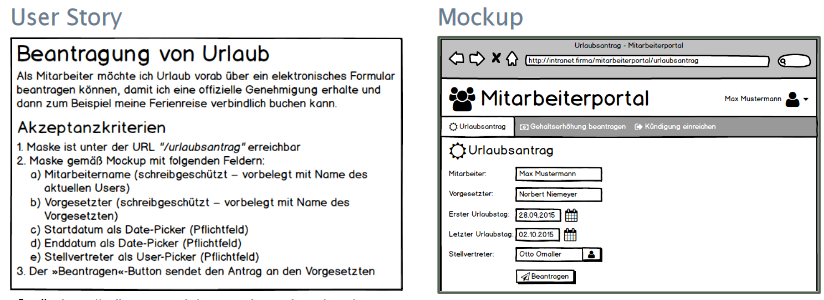 User Story
Beantragung von Urlaub
Als Mitarbeiter möchte ich Urlaub vorab über ein elektronisches Formular
beantragen können, damit ich eine offizielle Genehmigung erhalte und
dann zum Beispiel meine Ferienreise verbindlich buchen kann.
Akzeptanzkriterien
1. Maske ist unter der URL "/urlaubsantrag" erreichbar
2. Maske gemäß Mockup mit folgenden Feldern:
a) Mitarbeitername (schreibgeschützt – vorbelegt mit Name des
aktuellen Users)
b) Vorgesetzter (schreibgeschützt – vorbelegt mit Name des
Vorgesetzten)
c) Startdatum als Date-Picker (Pflichtfeld)
d) Enddatum als Date-Picker (Pflichtfeld)
e) Stellvertreter als User-Picker (Pflichtfeld)
3. Der »Beantragen«-Button sendet den Antrag an den Vorgesetzten
Mockup
Urlaubsantrag - Mitarbeiterportal
http://intranet.firma/mitarbeiterportal/urlaubsantrag
Mitarbeiterportal
Max Mustermann
Urlaubsantrag Gehaltserhöhung beantragen Kündigung einreichen
Urlaubsantrag
Mitarbeiter: Max Mustermann
Vorgesetzter: Norbert Niemeyer
Erster Urlaubstag: 28.09.2015
Letzter Urlaubstag: 02.10.2015
Stellvertreter: Otto Omaller
Beantragen